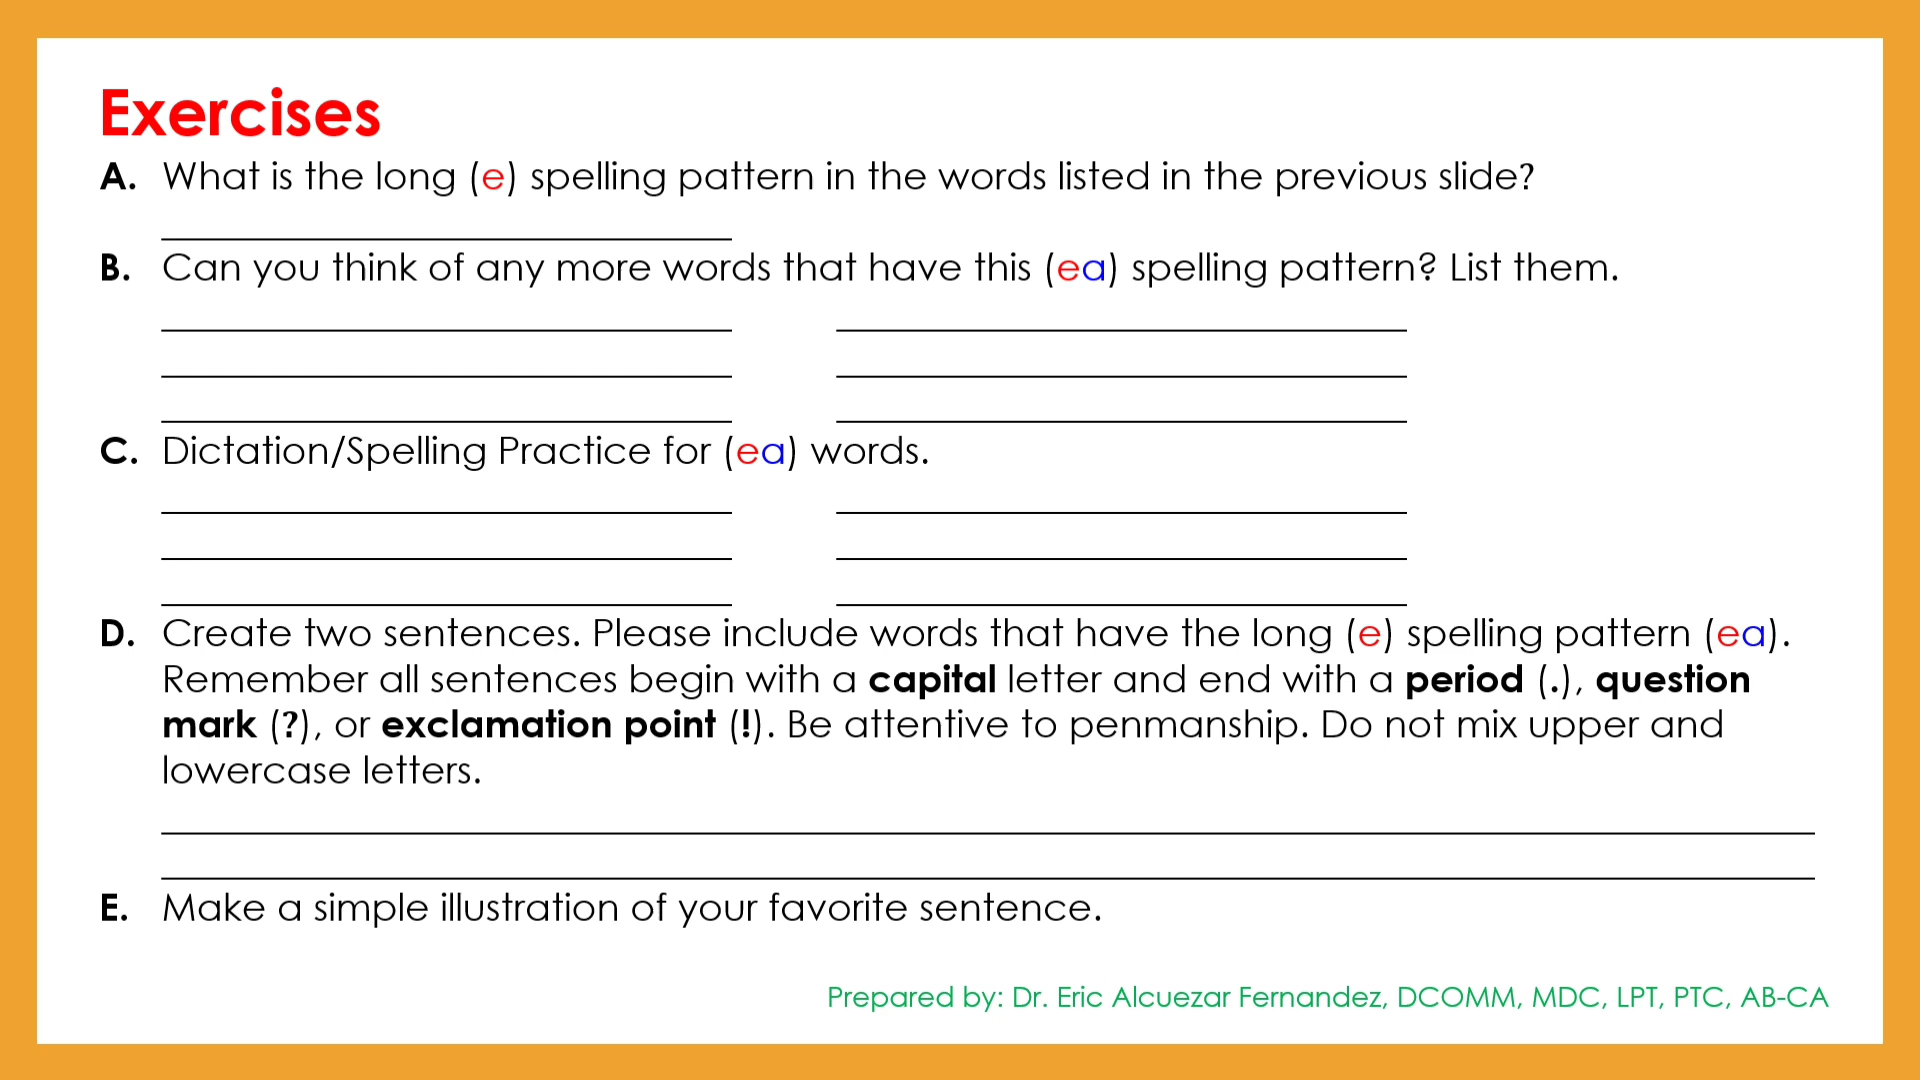 Exercises
A. What is the long (e) spelling pattern in the words listed in the previous slide?
B. Can you think of any more words that have this (ea) spelling pattern? List them.
C. Dictation/Spelling Practice for (ea) words.
D. Create two sentences. Please include words that have the long (e) spelling pattern (ea).
Remember all sentences begin with a capital letter and end with a period (.), question
mark (?), or exclamation point (!). Be attentive to penmanship. Do not mix upper and
lowercase letters.
E. Make a simple illustration of your favorite sentence.
Prepared by: Dr. Eric Alcuezar Fernandez, DCOMM, MDC, LPT, PTC, AB-CA